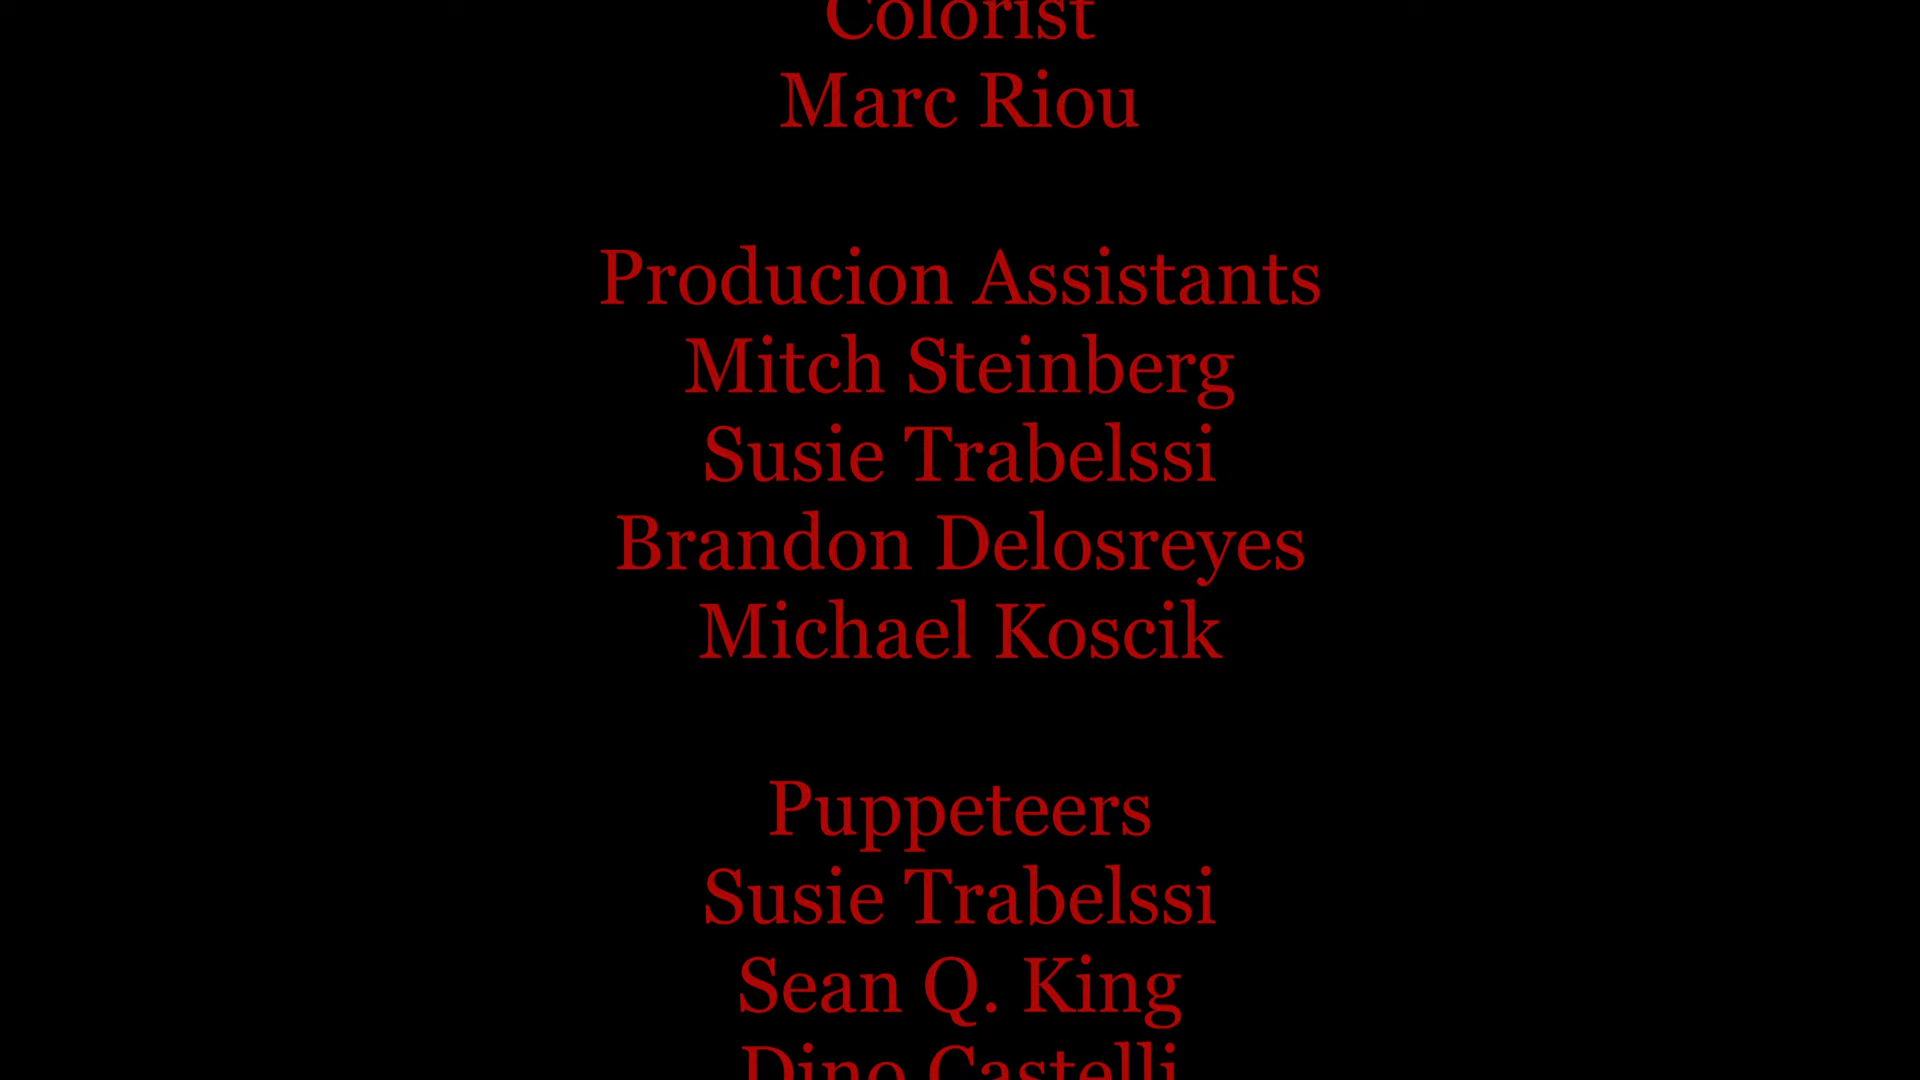 Colorist
Marc Riou
Producion Assistants
Mitch Steinberg
Susie Trabelssi
Brandon Delosreyes
Michael Koscik
Puppeteers
Susie Trabelssi
Sean Q. King
Dino Castelli